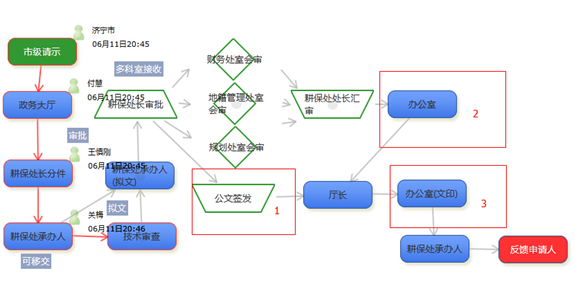 济宁市
06月11日20:45
市级请示
多科室接收
财务处室会审
付慧
06月11日20:45
政务大厅
耕保处长审批
地籍管理处室
会审
耕保处处长汇
审
办公室
2
审批
规划处室会审
王慎刚
06月11日20:45
耕保处长分件
耕保处承办人
(拟文)
公文签发
1
厅长
办公室(文印)
3
拟文
关梅
06月11日20:46
耕保处承办人
技术审查
耕保处承办人
反馈申请人
可移交